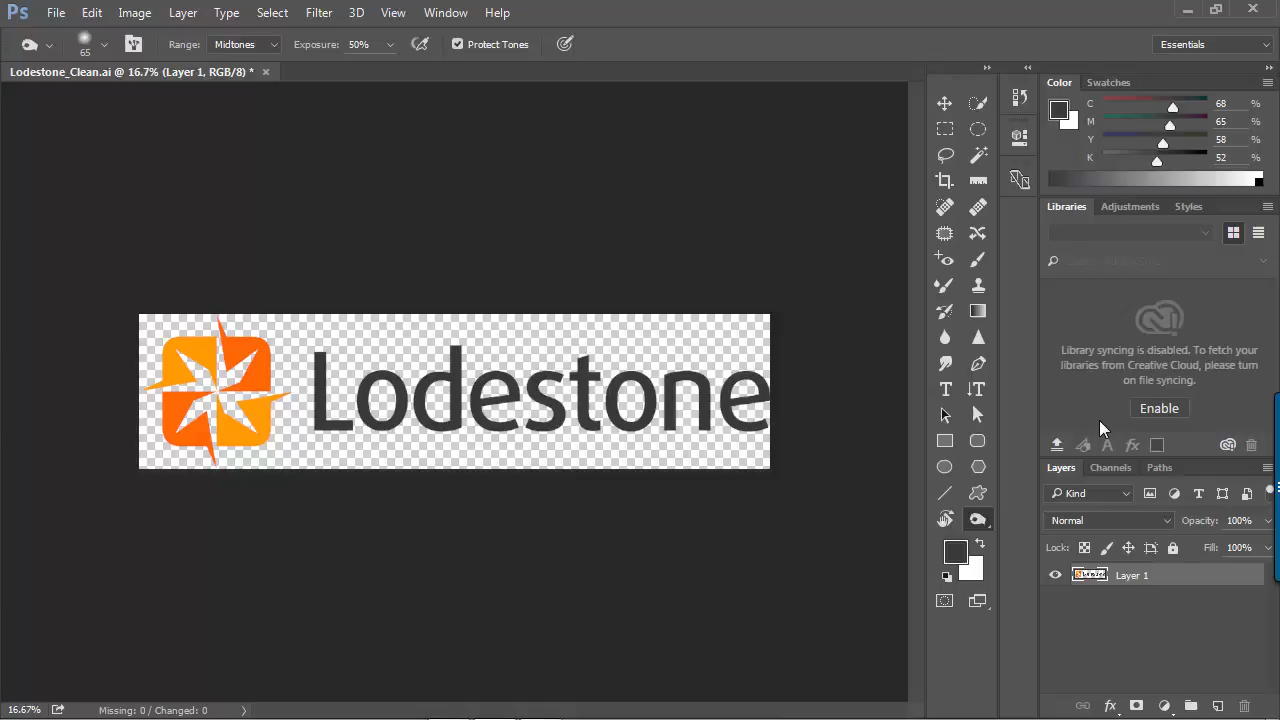 Ps File Edit Image Layer Type Select Filter 3D View Window Help
65 Range: Midtones Exposure: 50% Protect Tones Essentials
Lodestone_Clean.ai @ 16.7% (Layer 1, RGB/8) *
Color Swatches
C 68 %
M 65 %
Y 58 %
K 52 %
Libraries Adjustments Styles
Library syncing is disabled. To fetch your
libraries from Creative Cloud, please turn
on file syncing.
Enable
Lodestone
Layers Channels Paths
Kind
Normal Opacity: 100%
Lock: Fill: 100%
Layer 1
16.67% Missing: 0 / Changed: 0